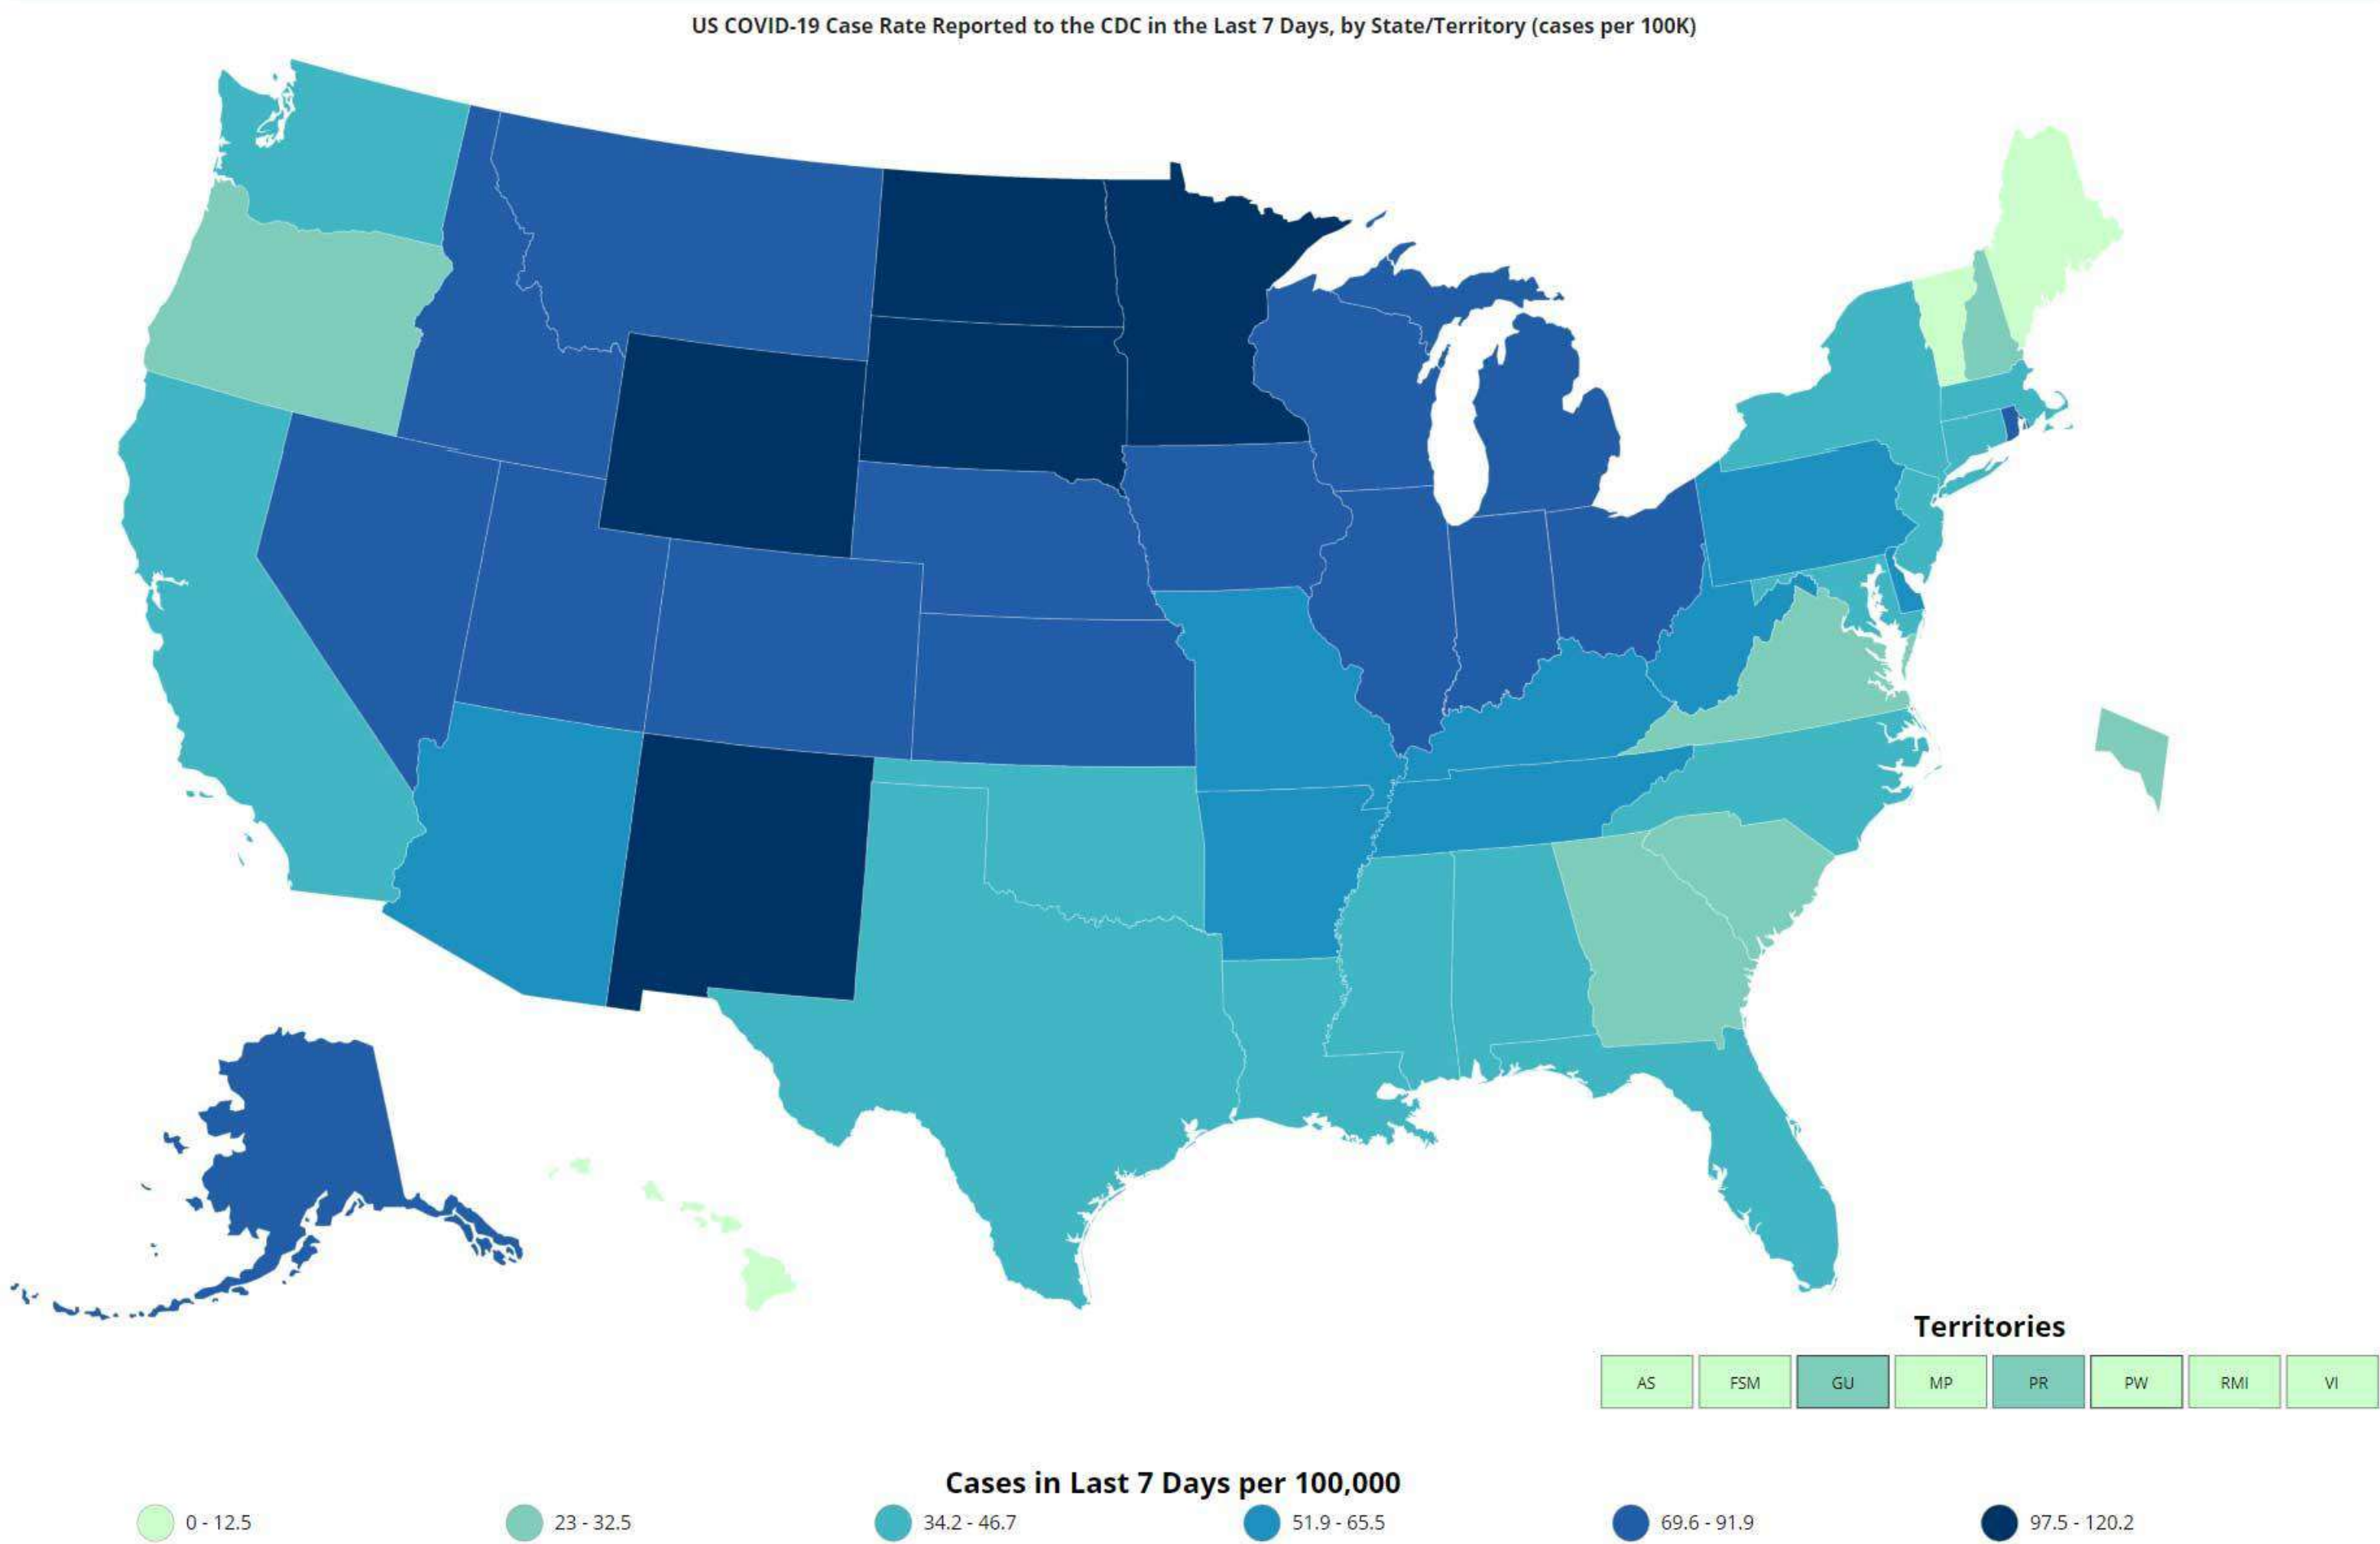 US COVID-19 Case Rate Reported to the CDC in the Last 7 Days, by State/Territory (cases per 100K)
Territories
AS FSM GU MP PR PW RMI VI
Cases in Last 7 Days per 100,000
0 - 12.5 23 - 32.5 34.2 - 46.7 51.9 - 65.5 69.6 - 91.9 97.5 - 120.2